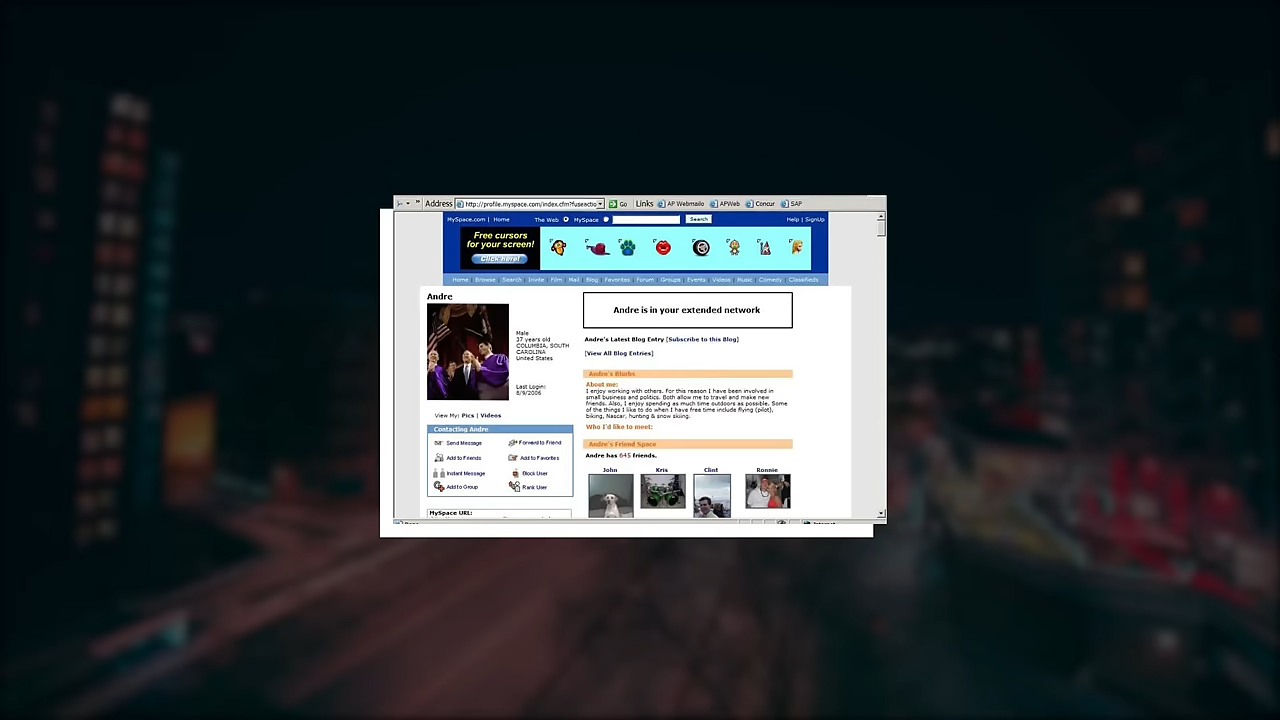 Address http://profile.myspace.com/index.cfm?fuseactio Go Links AP Webmailo APWeb Concur SAP
MySpace.com | Home The Web MySpace Search Help | SignUp
Free cursors
for your screen!
Click here!
Home | Browse | Search | Invite | Film | Mail | Blog | Favorites | Forum | Groups | Events | Videos | Music | Comedy | Classifieds
Andre
Male
37 years old
COLUMBIA, SOUTH
CAROLINA
United States
Last Login:
8/9/2006
View My: Pics | Videos
Contacting Andre
Send Message Forward to Friend
Add to Friends Add to Favorites
Instant Message Block User
Add to Group Rank User
MySpace URL:
Andre is in your extended network
Andre's Latest Blog Entry [Subscribe to this Blog]
[View All Blog Entries]
Andre's Blurbs
About me:
I enjoy working with others. For this reason I have been involved in
small business and politics. Both allow me to travel and make new
friends. Also, I enjoy spending as much time outdoors as possible. Some
of the things I like to do when I have free time include flying (pilot),
biking, Nascar, hunting & snow skiing.
Who I'd like to meet:
Andre's Friend Space
Andre has 645 friends.
John Kris Clint Ronnie